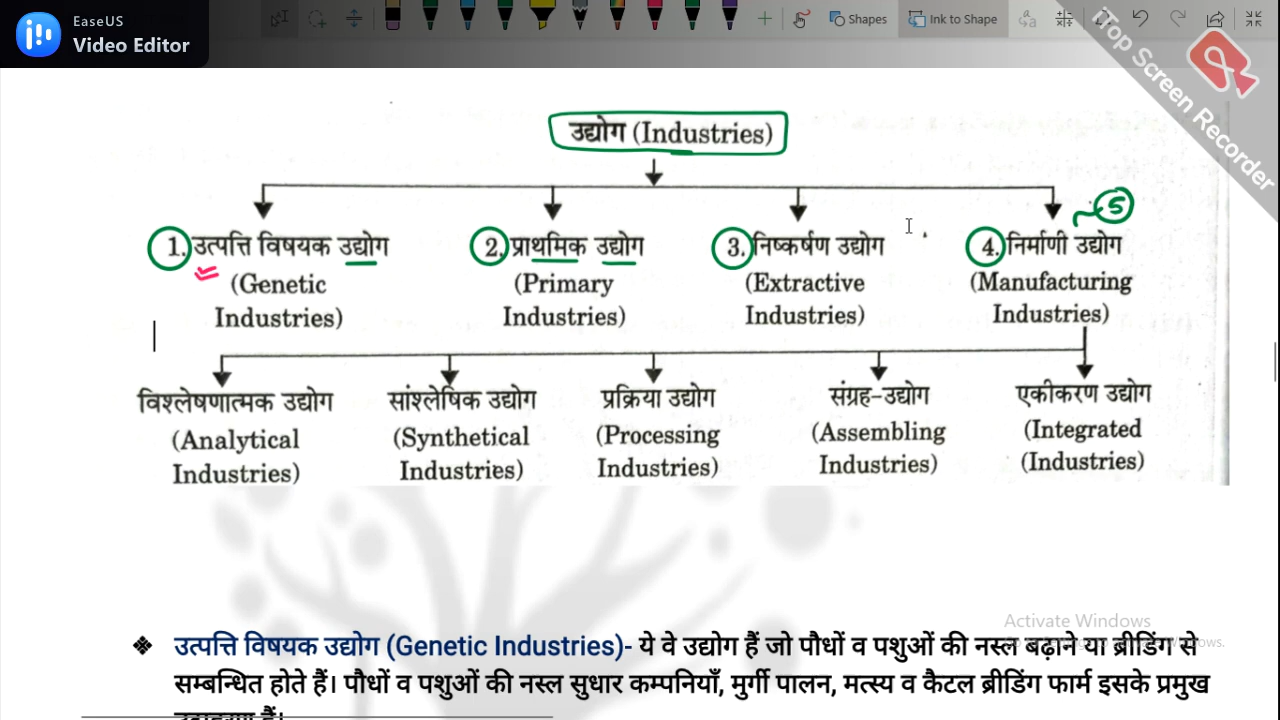 EaseUS
Video Editor
Shapes
Ink to Shape
iTop Screen Recorder
उद्योग (Industries)
5
1. उत्पत्ति विषयक उद्योग
(Genetic
Industries)
2. प्राथमिक उद्योग
(Primary
Industries)
3. निष्कर्षण उद्योग
(Extractive
Industries)
4. निर्माणी उद्योग
(Manufacturing
Industries)
विश्लेषणात्मक उद्योग
(Analytical
Industries)
सांश्लेषिक उद्योग
(Synthetical
Industries)
प्रक्रिया उद्योग
(Processing
Industries)
संग्रह-उद्योग
(Assembling
Industries)
एकीकरण उद्योग
(Integrated
(Industries)
Activate Windows
❖ उत्पत्ति विषयक उद्योग (Genetic Industries)- ये वे उद्योग हैं जो पौधों व पशुओं की नस्ल बढ़ाने या ब्रीडिंग से
सम्बन्धित होते हैं। पौधों व पशुओं की नस्ल सुधार कम्पनियाँ, मुर्गी पालन, मत्स्य व कैटल ब्रीडिंग फार्म इसके प्रमुख